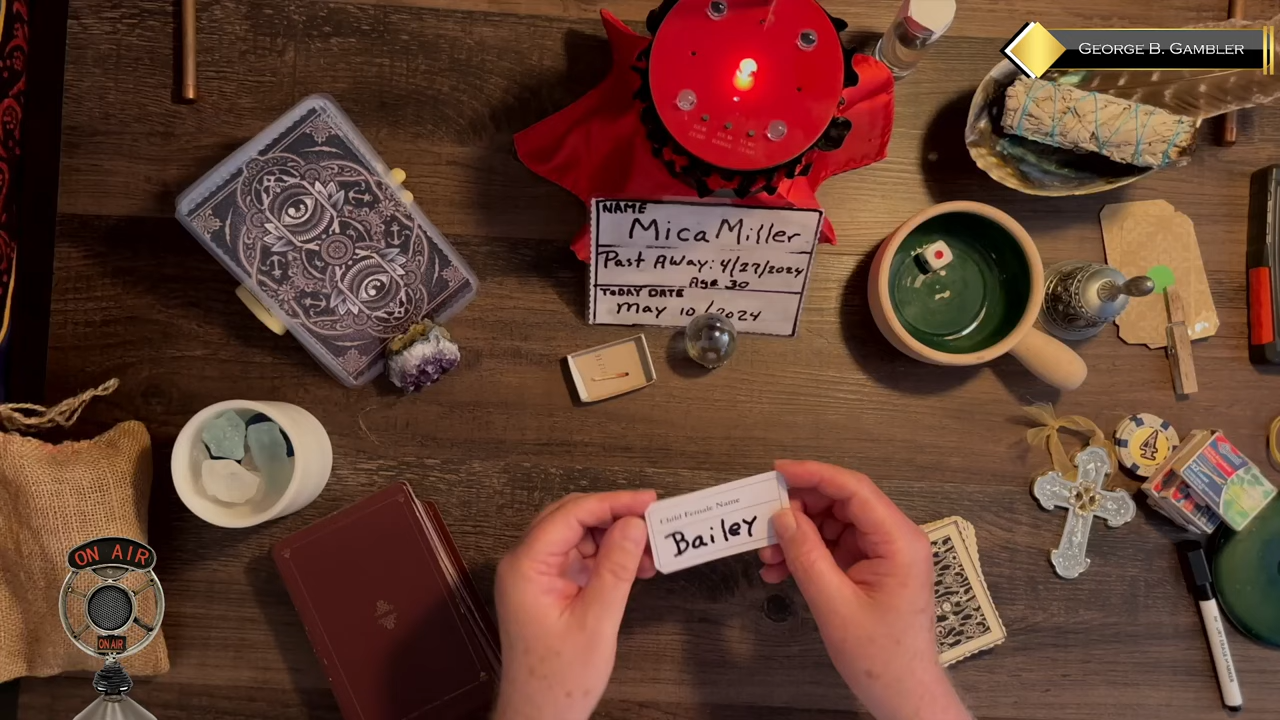 GEORGE B. GAMBLER
NAME
Mica Miller
Past AWay: 4/27/2024
Age 30
TODAY DATE
May 10/2024
Child Female Name
Bailey
4
ON AIR
ON AIR